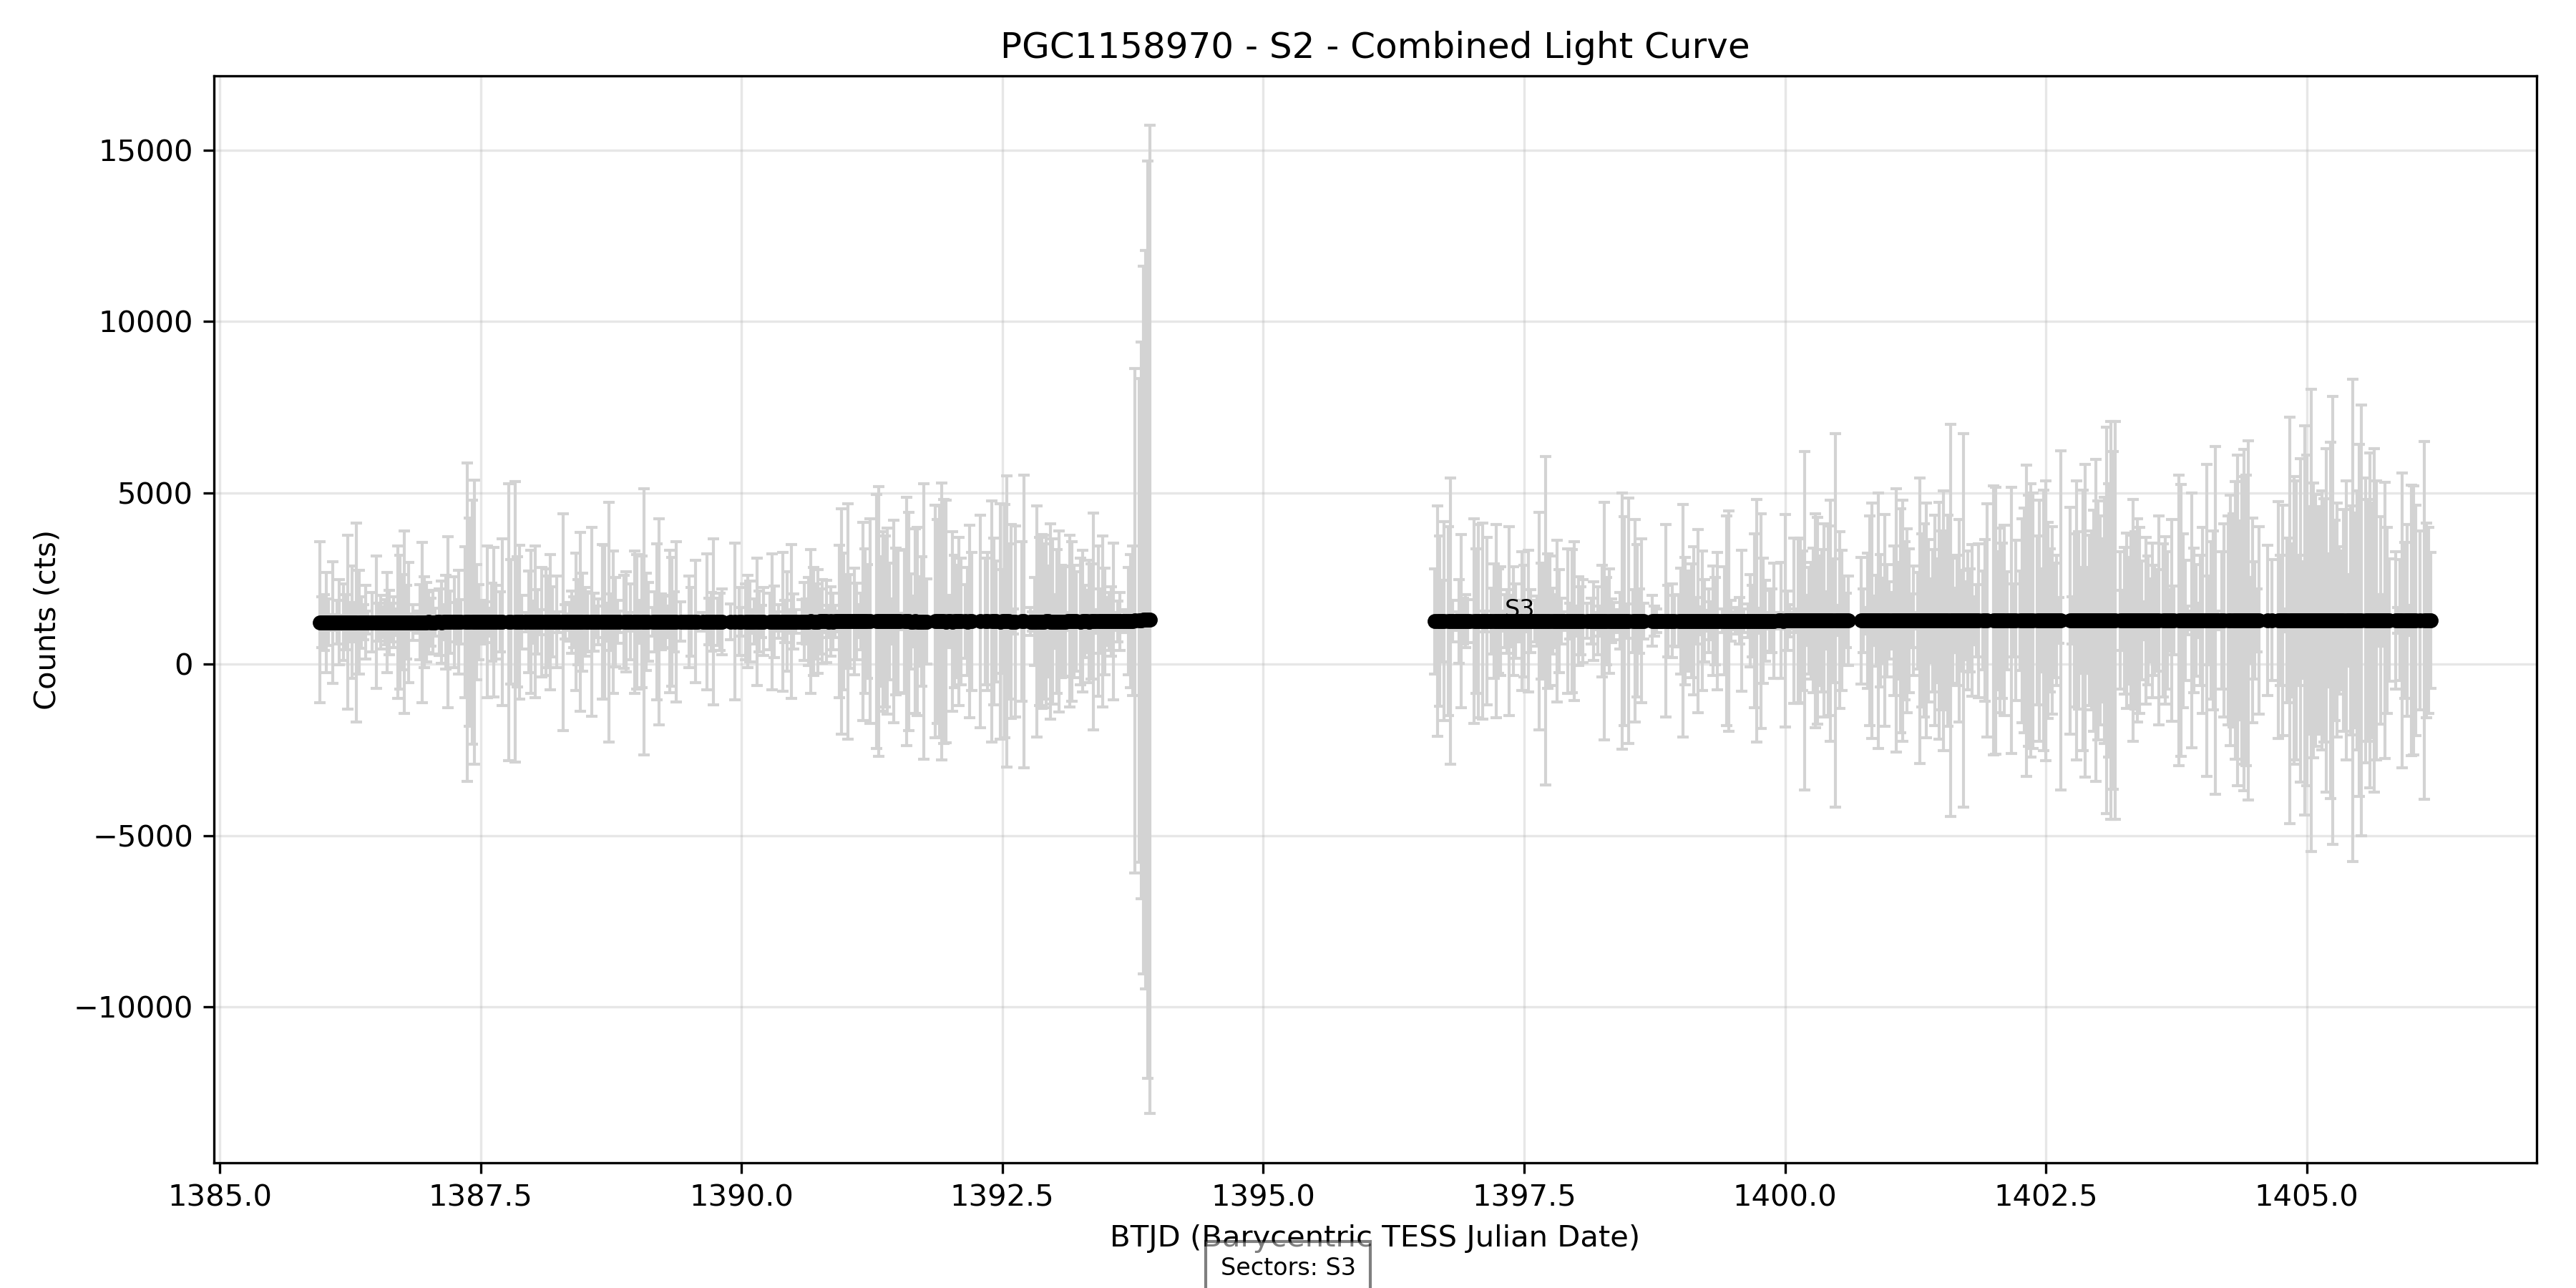 PGC1158970 - S2 - Combined Light Curve
Counts (cts)
15000
10000
5000
0
−5000
−10000
S3
1385.0 1387.5 1390.0 1392.5 1395.0 1397.5 1400.0 1402.5 1405.0
BTJD (Barycentric TESS Julian Date)
Sectors: S3